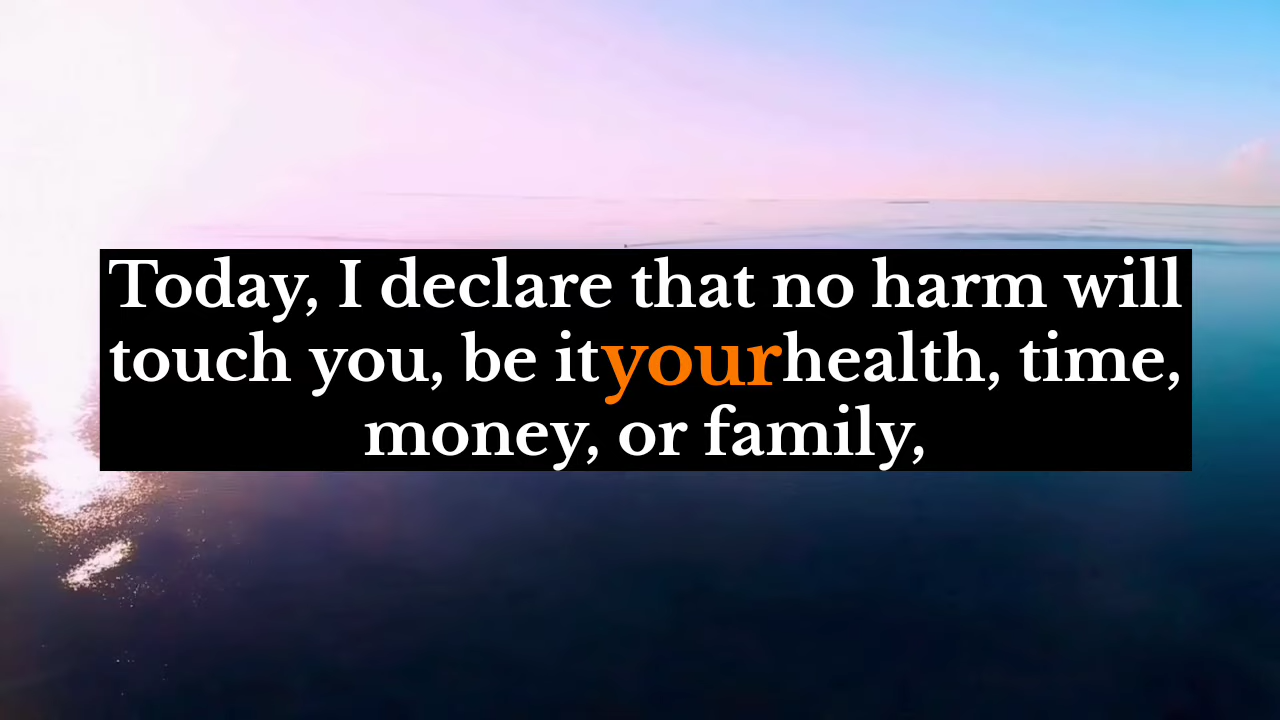 Today, I declare that no harm will
touch you, be it your health, time,
money, or family,